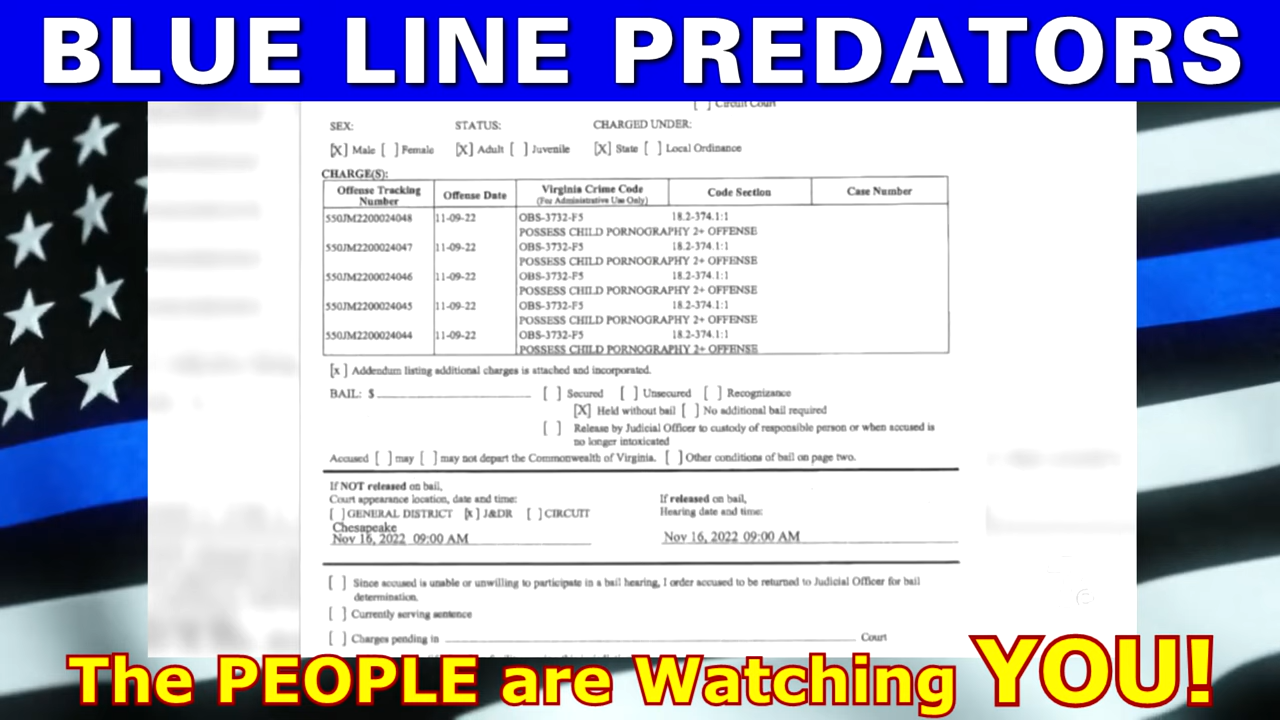 BLUE LINE PREDATORS
[ ] Circuit Court
SEX: STATUS: CHARGED UNDER:
[X] Male [ ] Female [X] Adult [ ] Juvenile [X] State [ ] Local Ordinance
CHARGE(S):
Offense Tracking Number Offense Date Virginia Crime Code (For Administrative Use Only) Code Section Case Number
550JM2200024048 11-09-22 OBS-3732-F5 18.2-374.1:1
POSSESS CHILD PORNOGRAPHY 2+ OFFENSE
550JM2200024047 11-09-22 OBS-3732-F5 18.2-374.1:1
POSSESS CHILD PORNOGRAPHY 2+ OFFENSE
550JM2200024046 11-09-22 OBS-3732-F5 18.2-374.1:1
POSSESS CHILD PORNOGRAPHY 2+ OFFENSE
550JM2200024045 11-09-22 OBS-3732-F5 18.2-374.1:1
POSSESS CHILD PORNOGRAPHY 2+ OFFENSE
550JM2200024044 11-09-22 OBS-3732-F5 18.2-374.1:1
POSSESS CHILD PORNOGRAPHY 2+ OFFENSE
[x] Addendum listing additional charges is attached and incorporated.
BAIL: $ [ ] Secured [ ] Unsecured [ ] Recognizance
[X] Held without bail [ ] No additional bail required
[ ] Release by Judicial Officer to custody of responsible person or when accused is
no longer intoxicated
Accused [ ] may [ ] may not depart the Commonwealth of Virginia. [ ] Other conditions of bail on page two.
If NOT released on bail,
Court appearance location, date and time: If released on bail,
[ ] GENERAL DISTRICT [x] J&DR [ ] CIRCUIT Hearing date and time:
Chesapeake
Nov 16, 2022 09:00 AM Nov 16, 2022 09:00 AM
[ ] Since accused is unable or unwilling to participate in a bail hearing, I order accused to be returned to Judicial Officer for bail
determination.
[ ] Currently serving sentence
[ ] Charges pending in Court
The PEOPLE are Watching YOU!